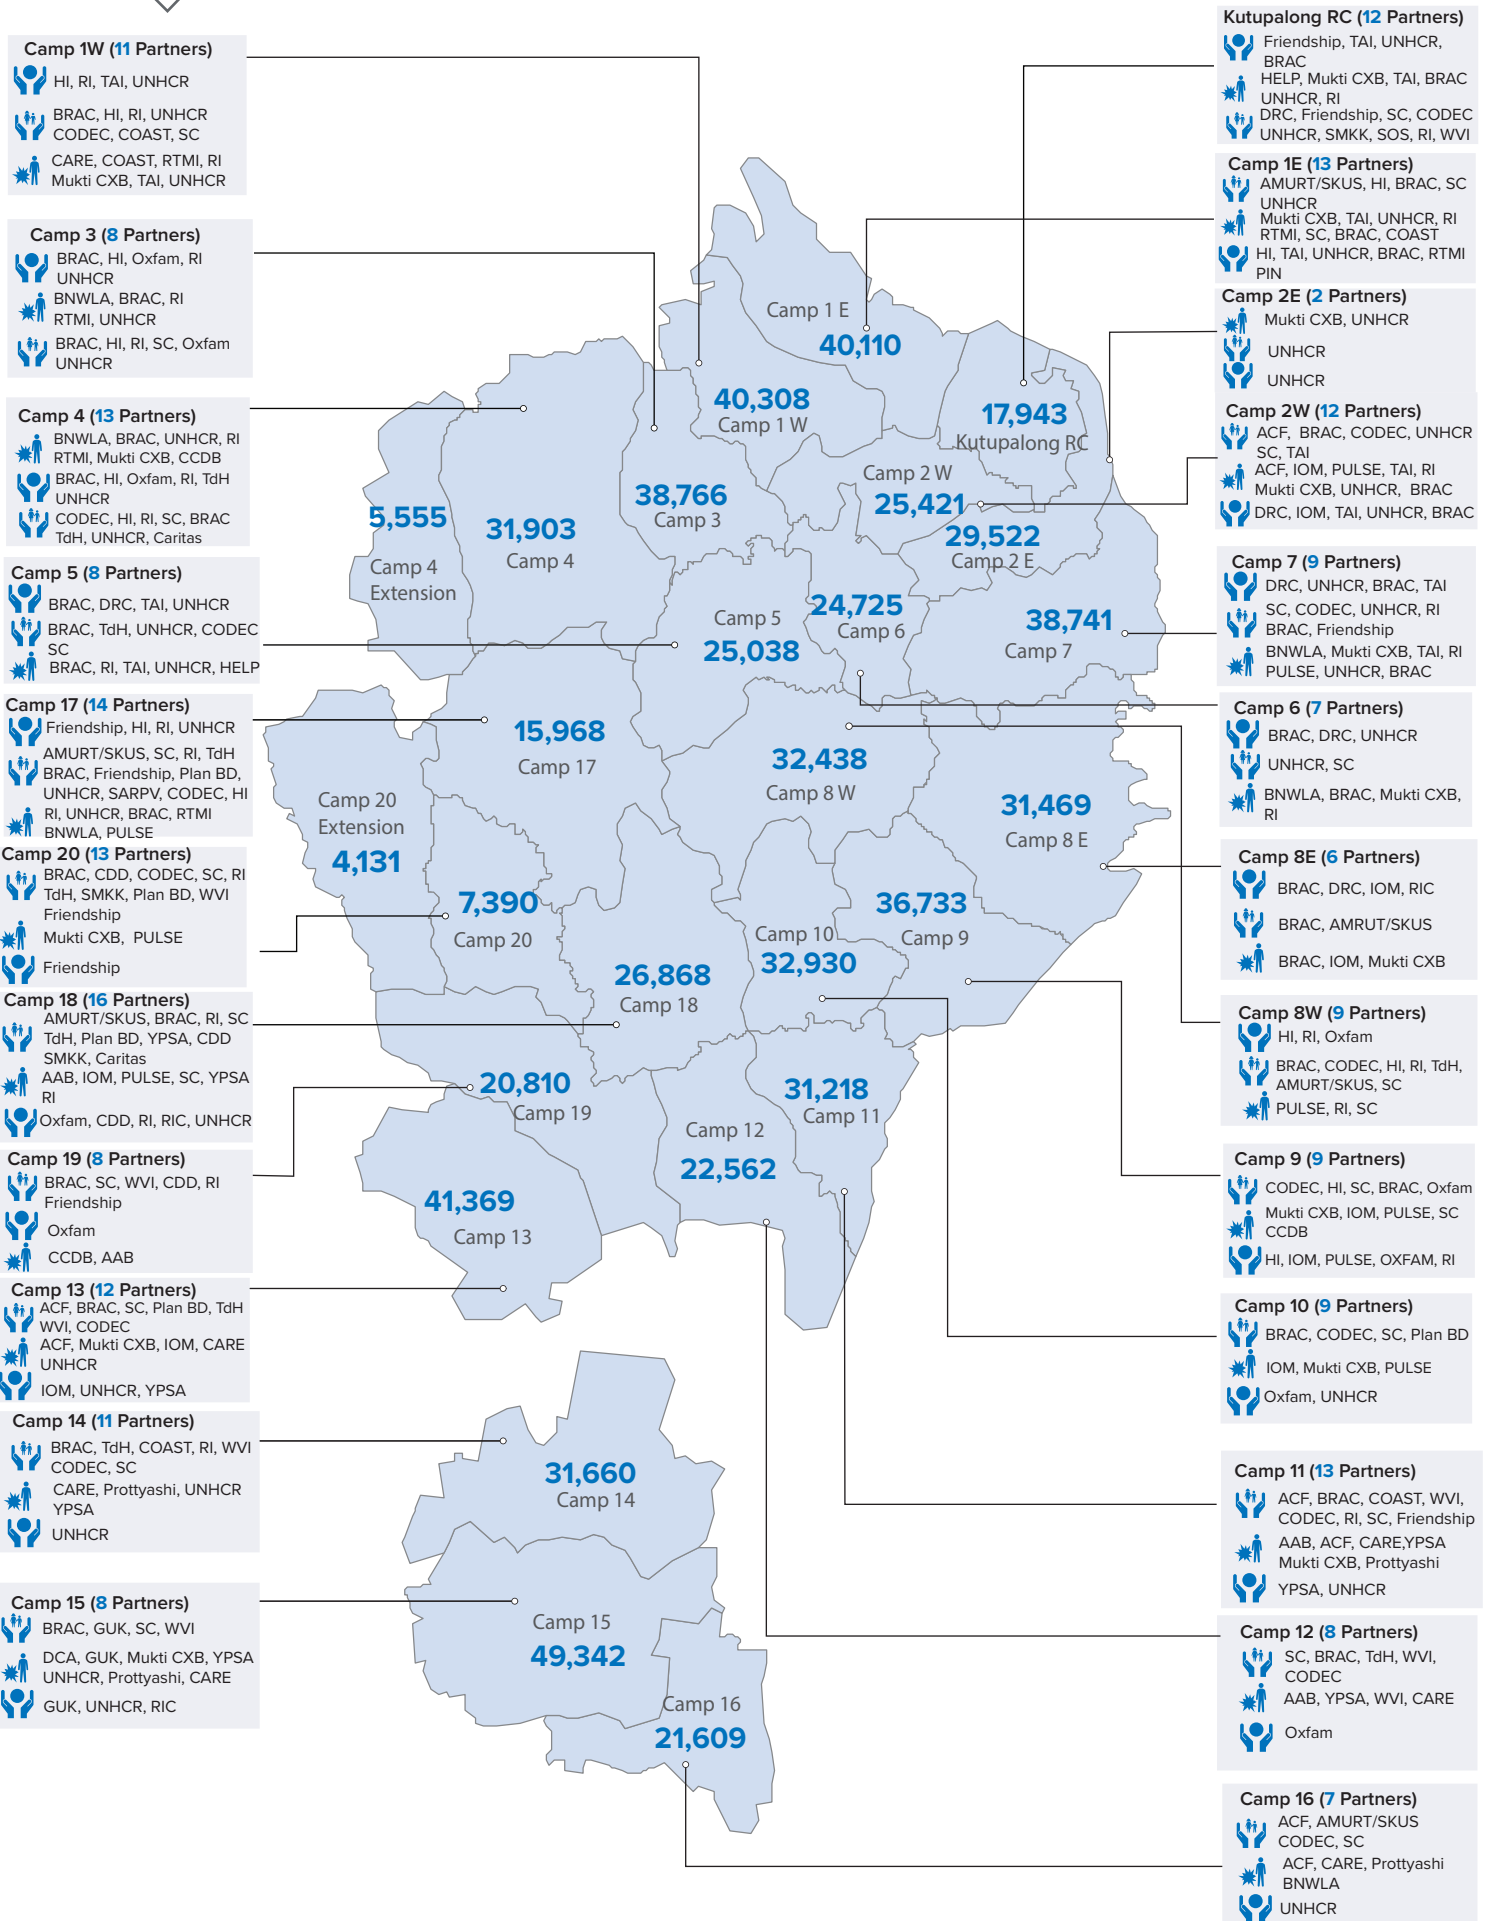 Camp 1W (11 Partners)
HI, RI, TAI, UNHCR
BRAC, HI, RI, UNHCR
CODEC, COAST, SC
CARE, COAST, RTMI, RI
Mukti CXB, TAI, UNHCR
Camp 3 (8 Partners)
BRAC, HI, Oxfam, RI
UNHCR
BNWLA, BRAC, RI
RTMI, UNHCR
BRAC, HI, RI, SC, Oxfam
UNHCR
Camp 4 (13 Partners)
BNWLA, BRAC, UNHCR, RI
RTMI, Mukti CXB, CCDB
BRAC, HI, Oxfam, RI, TdH
UNHCR
CODEC, HI, RI, SC, BRAC
TdH, UNHCR, Caritas
Camp 5 (8 Partners)
BRAC, DRC, TAI, UNHCR
BRAC, TdH, UNHCR, CODEC
SC
BRAC, RI, TAI, UNHCR, HELP
Camp 17 (14 Partners)
Friendship, HI, RI, UNHCR
AMURT/SKUS, SC, RI, TdH
BRAC, Friendship, Plan BD,
UNHCR, SARPV, CODEC, HI
RI, UNHCR, BRAC, RTMI
BNWLA, PULSE
Camp 20 (13 Partners)
BRAC, CDD, CODEC, SC, RI
TdH, SMKK, Plan BD, WVI
Friendship
Mukti CXB, PULSE
Friendship
Camp 18 (16 Partners)
AMURT/SKUS, BRAC, RI, SC
TdH, Plan BD, YPSA, CDD
SMKK, Caritas
AAB, IOM, PULSE, SC, YPSA
RI
Oxfam, CDD, RI, RIC, UNHCR
Camp 19 (8 Partners)
BRAC, SC, WVI, CDD, RI
Friendship
Oxfam
CCDB, AAB
Camp 13 (12 Partners)
ACF, BRAC, SC, Plan BD, TdH
WVI, CODEC
ACF, Mukti CXB, IOM, CARE
UNHCR
IOM, UNHCR, YPSA
Camp 14 (11 Partners)
BRAC, TdH, COAST, RI, WVI
CODEC, SC
CARE, Prottyashi, UNHCR
YPSA
UNHCR
Camp 15 (8 Partners)
BRAC, GUK, SC, WVI
DCA, GUK, Mukti CXB, YPSA
UNHCR, Prottyashi, CARE
GUK, UNHCR, RIC
Camp 1 E
40,110
40,308
Camp 1 W
17,943
Kutupalong RC
Camp 2 W
25,421
29,522
Camp 2 E
38,766
Camp 3
5,555
Camp 4
Extension
31,903
Camp 4
Camp 5
25,038
24,725
Camp 6
38,741
Camp 7
15,968
Camp 17
32,438
Camp 8 W
31,469
Camp 8 E
Camp 20
Extension
4,131
7,390
Camp 20
26,868
Camp 18
Camp 10
32,930
36,733
Camp 9
20,810
Camp 19
31,218
Camp 11
Camp 12
22,562
41,369
Camp 13
31,660
Camp 14
Camp 15
49,342
Camp 16
21,609
Kutupalong RC (12 Partners)
Friendship, TAI, UNHCR,
BRAC
HELP, Mukti CXB, TAI, BRAC
UNHCR, RI
DRC, Friendship, SC, CODEC
UNHCR, SMKK, SOS, RI, WVI
Camp 1E (13 Partners)
AMURT/SKUS, HI, BRAC, SC
UNHCR
Mukti CXB, TAI, UNHCR, RI
RTMI, SC, BRAC, COAST
HI, TAI, UNHCR, BRAC, RTMI
PIN
Camp 2E (2 Partners)
Mukti CXB, UNHCR
UNHCR
UNHCR
Camp 2W (12 Partners)
ACF, BRAC, CODEC, UNHCR
SC, TAI
ACF, IOM, PULSE, TAI, RI
Mukti CXB, UNHCR, BRAC
DRC, IOM, TAI, UNHCR, BRAC
Camp 7 (9 Partners)
DRC, UNHCR, BRAC, TAI
SC, CODEC, UNHCR, RI
BRAC, Friendship
BNWLA, Mukti CXB, TAI, RI
PULSE, UNHCR, BRAC
Camp 6 (7 Partners)
BRAC, DRC, UNHCR
UNHCR, SC
BNWLA, BRAC, Mukti CXB,
RI
Camp 8E (6 Partners)
BRAC, DRC, IOM, RIC
BRAC, AMRUT/SKUS
BRAC, IOM, Mukti CXB
Camp 8W (9 Partners)
HI, RI, Oxfam
BRAC, CODEC, HI, RI, TdH,
AMURT/SKUS, SC
PULSE, RI, SC
Camp 9 (9 Partners)
CODEC, HI, SC, BRAC, Oxfam
Mukti CXB, IOM, PULSE, SC
CCDB
HI, IOM, PULSE, OXFAM, RI
Camp 10 (9 Partners)
BRAC, CODEC, SC, Plan BD
IOM, Mukti CXB, PULSE
Oxfam, UNHCR
Camp 11 (13 Partners)
ACF, BRAC, COAST, WVI,
CODEC, RI, SC, Friendship
AAB, ACF, CARE,YPSA
Mukti CXB, Prottyashi
YPSA, UNHCR
Camp 12 (8 Partners)
SC, BRAC, TdH, WVI,
CODEC
AAB, YPSA, WVI, CARE
Oxfam
Camp 16 (7 Partners)
ACF, AMURT/SKUS
CODEC, SC
ACF, CARE, Prottyashi
BNWLA
UNHCR